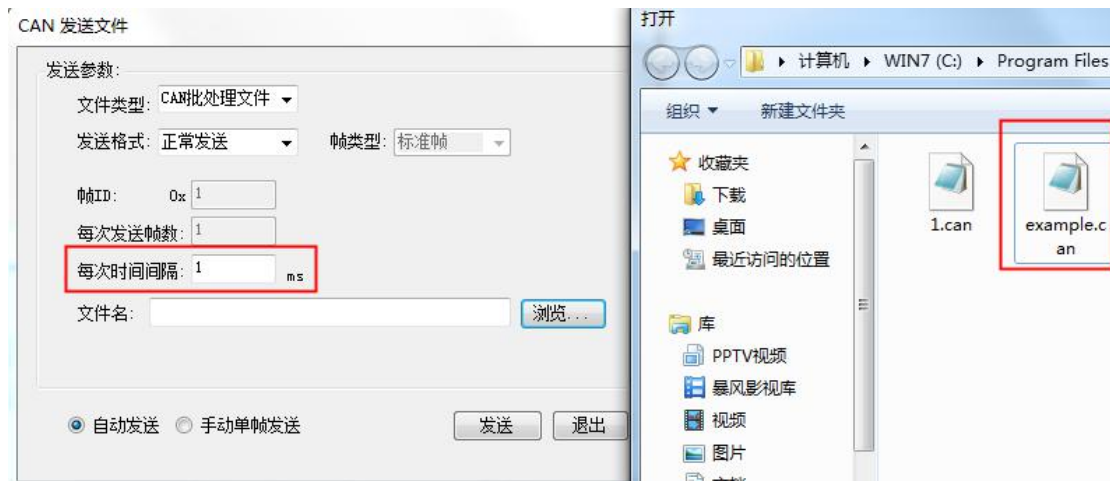 CAN 发送文件
发送参数:
文件类型: CAN批处理文件
发送格式: 正常发送 帧类型: 标准帧
帧ID: 0x 1
每次发送帧数: 1
每次时间间隔: 1 ms
文件名: 浏览...
自动发送 手动单帧发送 发送 退出
打开
计算机 WIN7 (C:) Program Files
组织 新建文件夹
收藏夹
下载
桌面
最近访问的位置
库
PPTV视频
暴风影视库
视频
图片
1.can
example.c
an